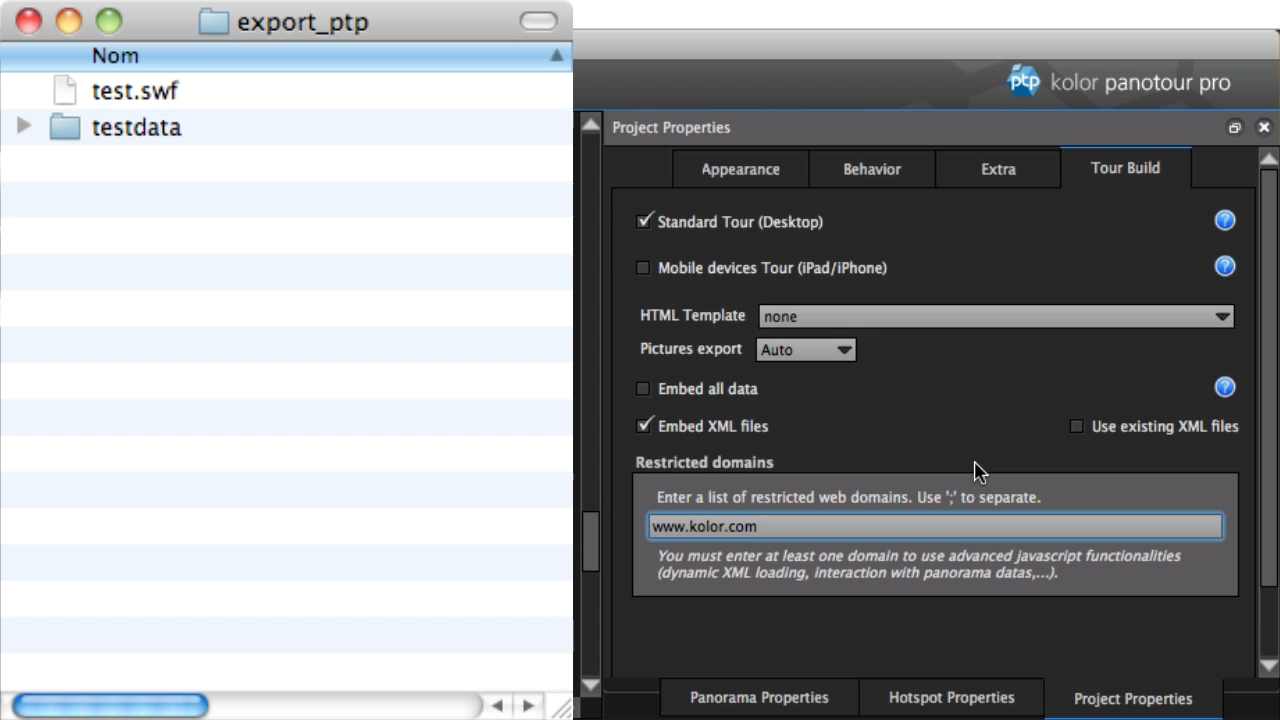 export_ptp
Nom
test.swf
testdata
ptp kolor panotour pro
Project Properties
Appearance
Behavior
Extra
Tour Build
Standard Tour (Desktop)
?
Mobile devices Tour (iPad/iPhone)
?
HTML Template
none
Pictures export
Auto
Embed all data
?
Embed XML files
Use existing XML files
Restricted domains
Enter a list of restricted web domains. Use ';' to separate.
www.kolor.com
You must enter at least one domain to use advanced javascript functionalities
(dynamic XML loading, interaction with panorama datas,...).
Panorama Properties
Hotspot Properties
Project Properties